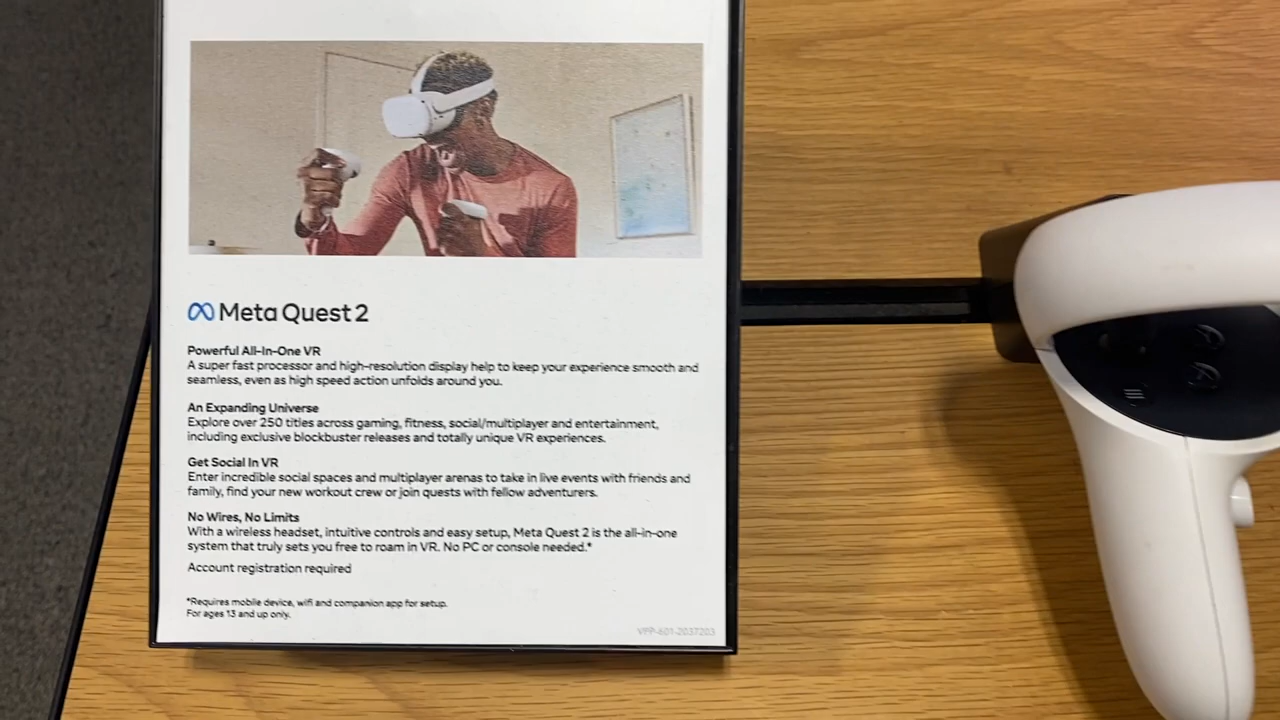 Meta Quest 2
Powerful All-In-One VR
A super fast processor and high-resolution display help to keep your experience smooth and
seamless, even as high speed action unfolds around you.
An Expanding Universe
Explore over 250 titles across gaming, fitness, social/multiplayer and entertainment,
including exclusive blockbuster releases and totally unique VR experiences.
Get Social In VR
Enter incredible social spaces and multiplayer arenas to take in live events with friends and
family, find your new workout crew or join quests with fellow adventurers.
No Wires, No Limits
With a wireless headset, intuitive controls and easy setup, Meta Quest 2 is the all-in-one
system that truly sets you free to roam in VR. No PC or console needed.*
Account registration required
*Requires mobile device, wifi and companion app for setup.
For ages 13 and up only.
VFP-601-2037203